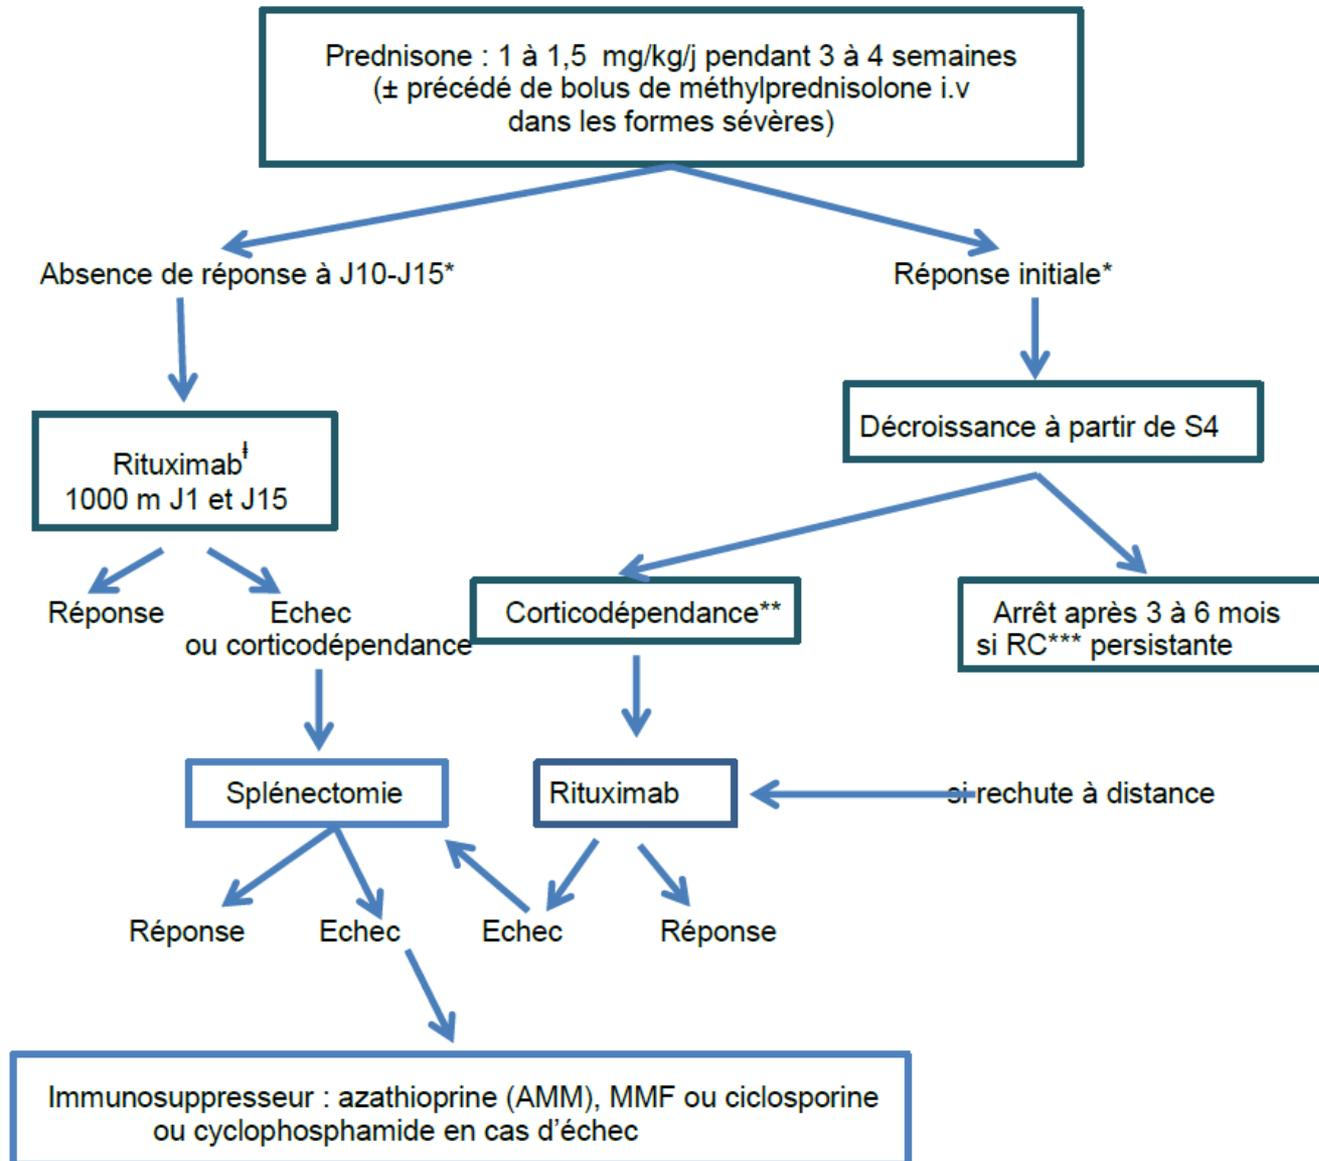 Prednisone : 1 à 1,5 mg/kg/j pendant 3 à 4 semaines
(± précédé de bolus de méthylprednisolone i.v
dans les formes sévères)
Absence de réponse à J10-J15*
Réponse initiale*
Rituximabƚ
1000 m J1 et J15
Décroissance à partir de S4
Réponse
Echec
ou corticodépendance
Corticodépendance**
Arrêt après 3 à 6 mois
si RC*** persistante
Splénectomie
Rituximab
si rechute à distance
Réponse
Echec
Echec
Réponse
Immunosuppresseur : azathioprine (AMM), MMF ou ciclosporine
ou cyclophosphamide en cas d’échec